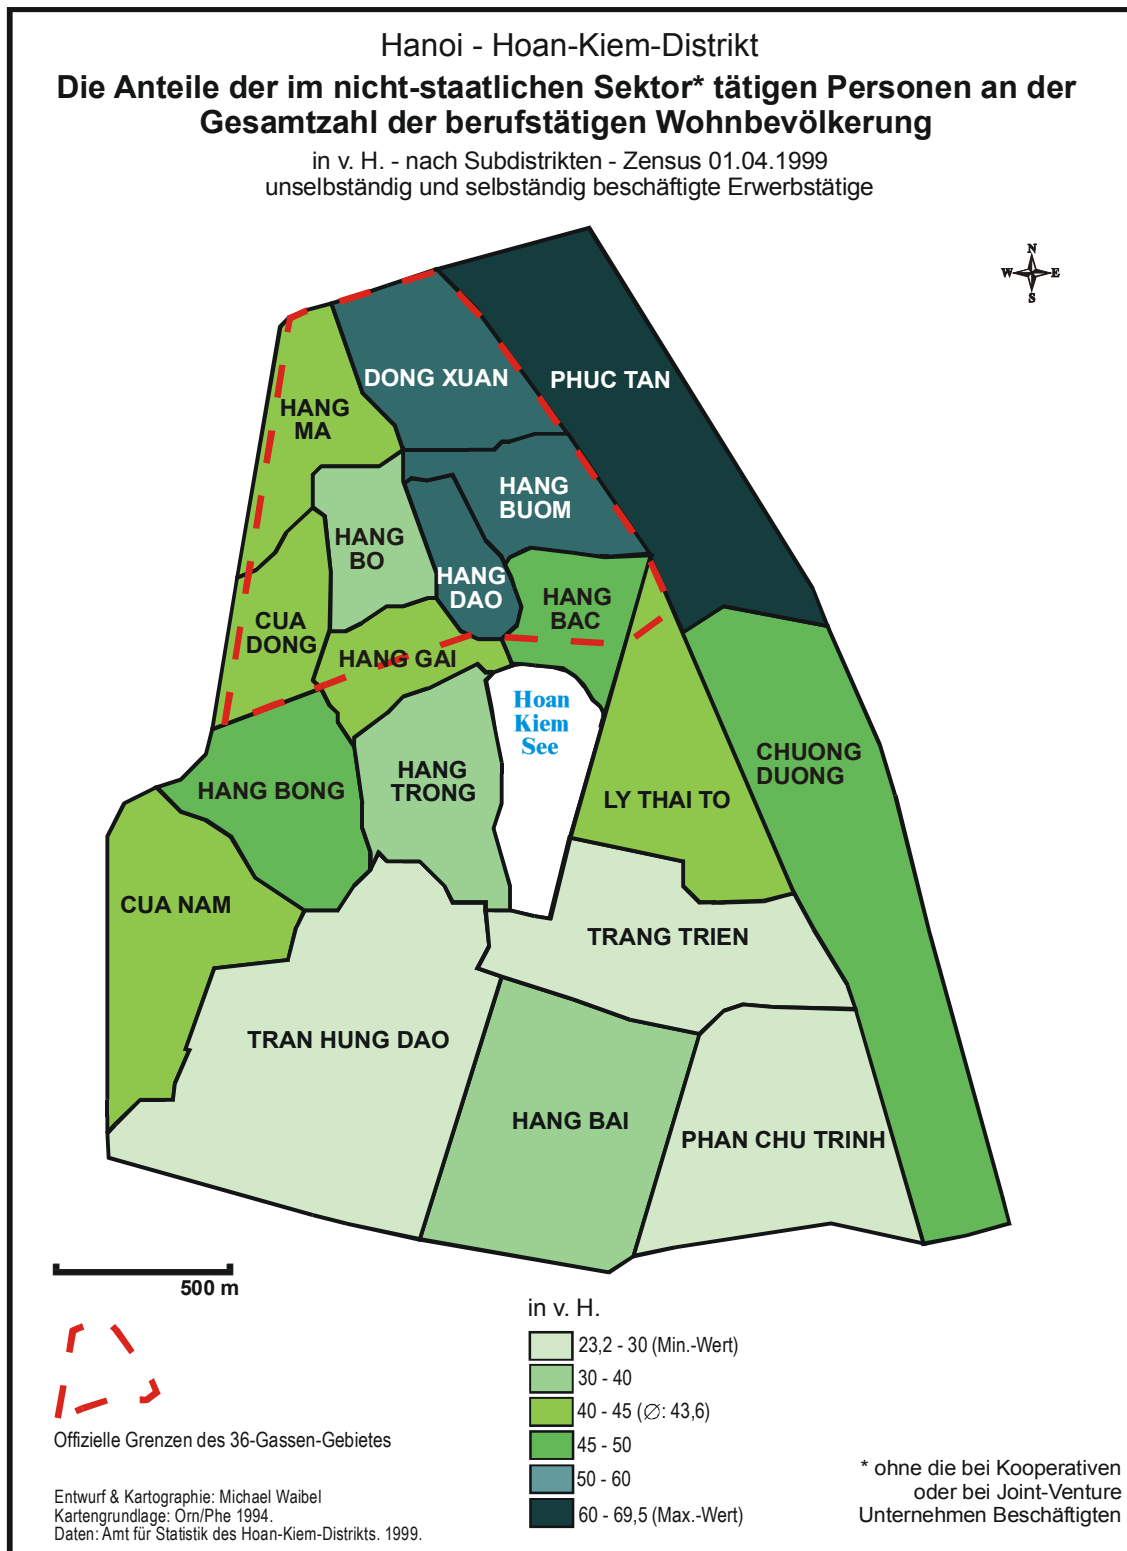 Hanoi - Hoan-Kiem-Distrikt
Die Anteile der im nicht-staatlichen Sektor* tätigen Personen an der
Gesamtzahl der berufstätigen Wohnbevölkerung
in v. H. - nach Subdistrikten - Zensus 01.04.1999
unselbständig und selbständig beschäftigte Erwerbstätige
N
W E
S
DONG XUAN
PHUC TAN
HANG
MA
HANG
BUOM
HANG
BO
HANG
DAO
HANG
BAC
CUA
DONG
HANG GAI
Hoan
Kiem
See
CHUONG
DUONG
HANG
TRONG
HANG BONG
LY THAI TO
CUA NAM
TRANG TRIEN
TRAN HUNG DAO
HANG BAI
PHAN CHU TRINH
500 m
in v. H.
23,2 - 30 (Min.-Wert)
30 - 40
40 - 45 (∅: 43,6)
45 - 50
50 - 60
60 - 69,5 (Max.-Wert)
Offizielle Grenzen des 36-Gassen-Gebietes
Entwurf & Kartographie: Michael Waibel
Kartengrundlage: Orn/Phe 1994.
Daten: Amt für Statistik des Hoan-Kiem-Distrikts. 1999.
* ohne die bei Kooperativen
oder bei Joint-Venture
Unternehmen Beschäftigten